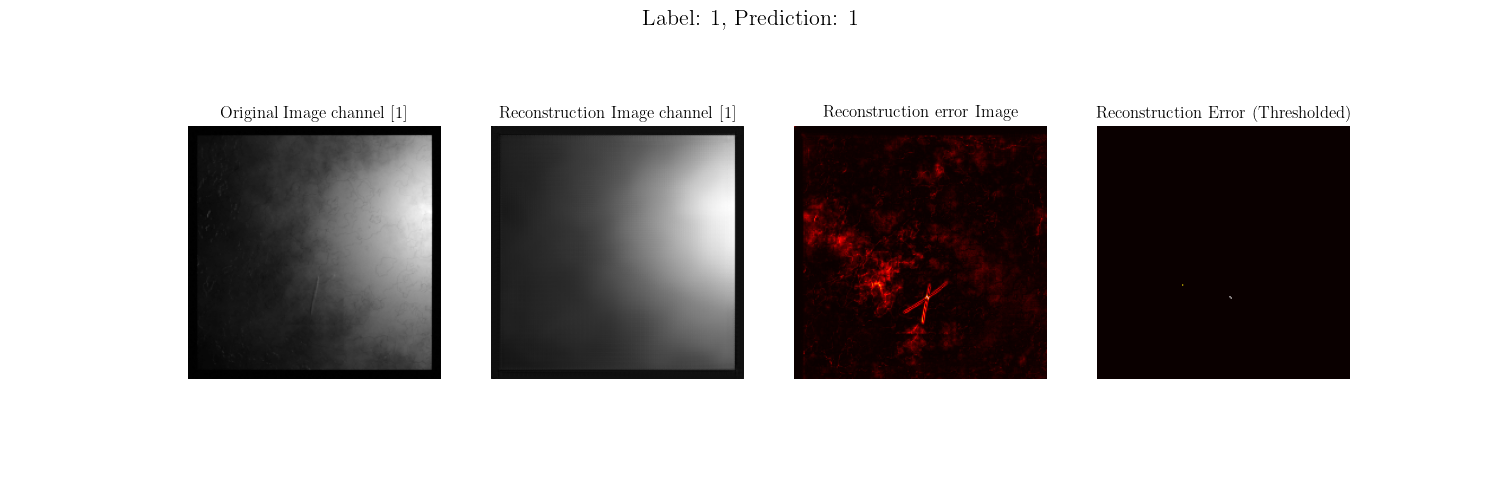 Label: 1, Prediction: 1
Original Image channel [1]
Reconstruction Image channel [1]
Reconstruction error Image
Reconstruction Error (Thresholded)